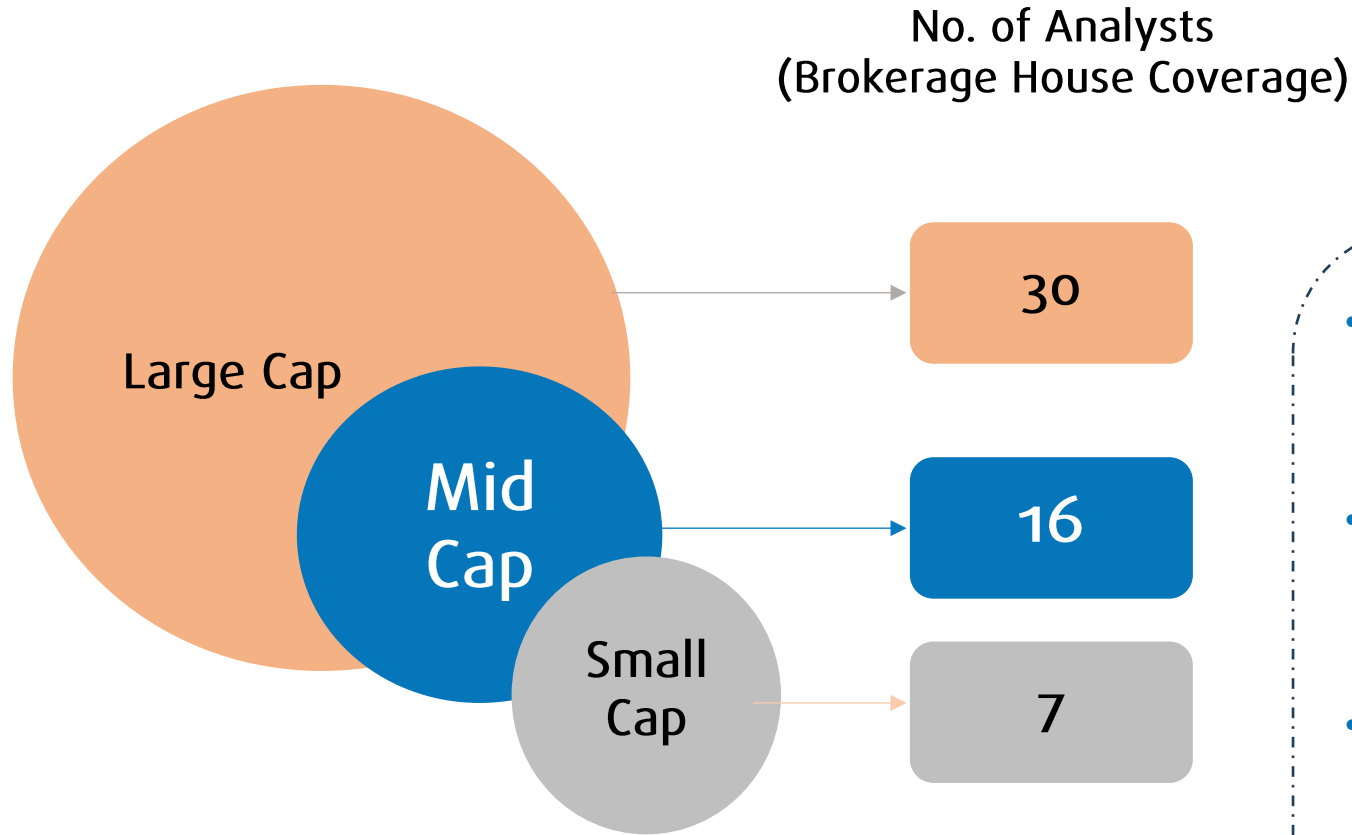 No. of Analysts
(Brokerage House Coverage)
30
Large Cap
Mid
Cap
16
Small
Cap
7